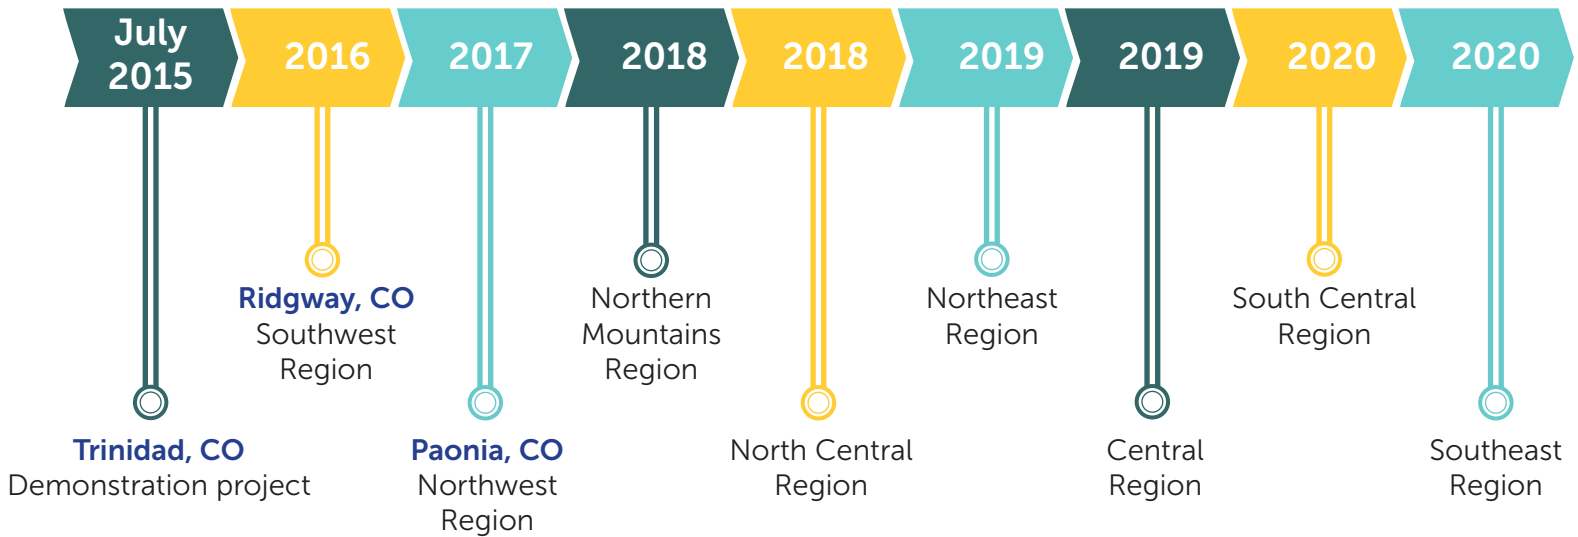 July
2015
2016
2017
2018
2018
2019
2019
2020
2020
Trinidad, CO
Demonstration project
Ridgway, CO
Southwest
Region
Paonia, CO
Northwest
Region
Northern
Mountains
Region
North Central
Region
Northeast
Region
Central
Region
South Central
Region
Southeast
Region